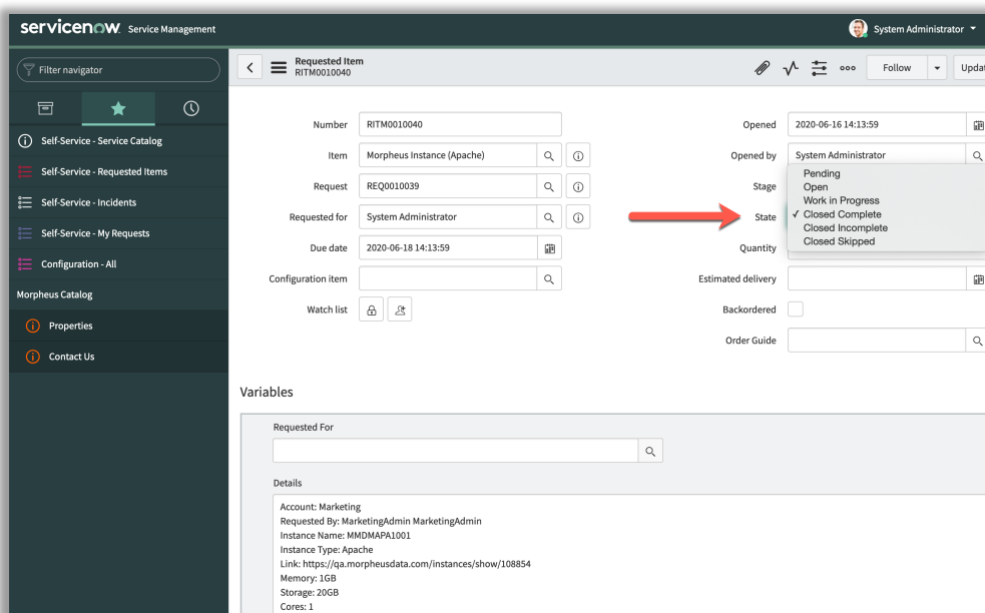 servicenow Service Management
System Administrator
Filter navigator
Self-Service - Service Catalog
Self-Service - Requested Items
Self-Service - Incidents
Self-Service - My Requests
Configuration - All
Morpheus Catalog
Properties
Contact Us
Requested Item
RITM0010040
Follow
Updat
Number RITM0010040
Item Morpheus Instance (Apache)
Request REQ0010039
Requested for System Administrator
Due date 2020-06-18 14:13:59
Configuration item
Watch list
Opened 2020-06-16 14:13:59
Opened by System Administrator
Stage
State
Pending
Open
Work in Progress
✓ Closed Complete
Closed Incomplete
Closed Skipped
Quantity
Estimated delivery
Backordered
Order Guide
Variables
Requested For
Details
Account: Marketing
Requested By: MarketingAdmin MarketingAdmin
Instance Name: MMDMAPA1001
Instance Type: Apache
Link: https://qa.morpheusdata.com/instances/show/108854
Memory: 1GB
Storage: 20GB
Cores: 1